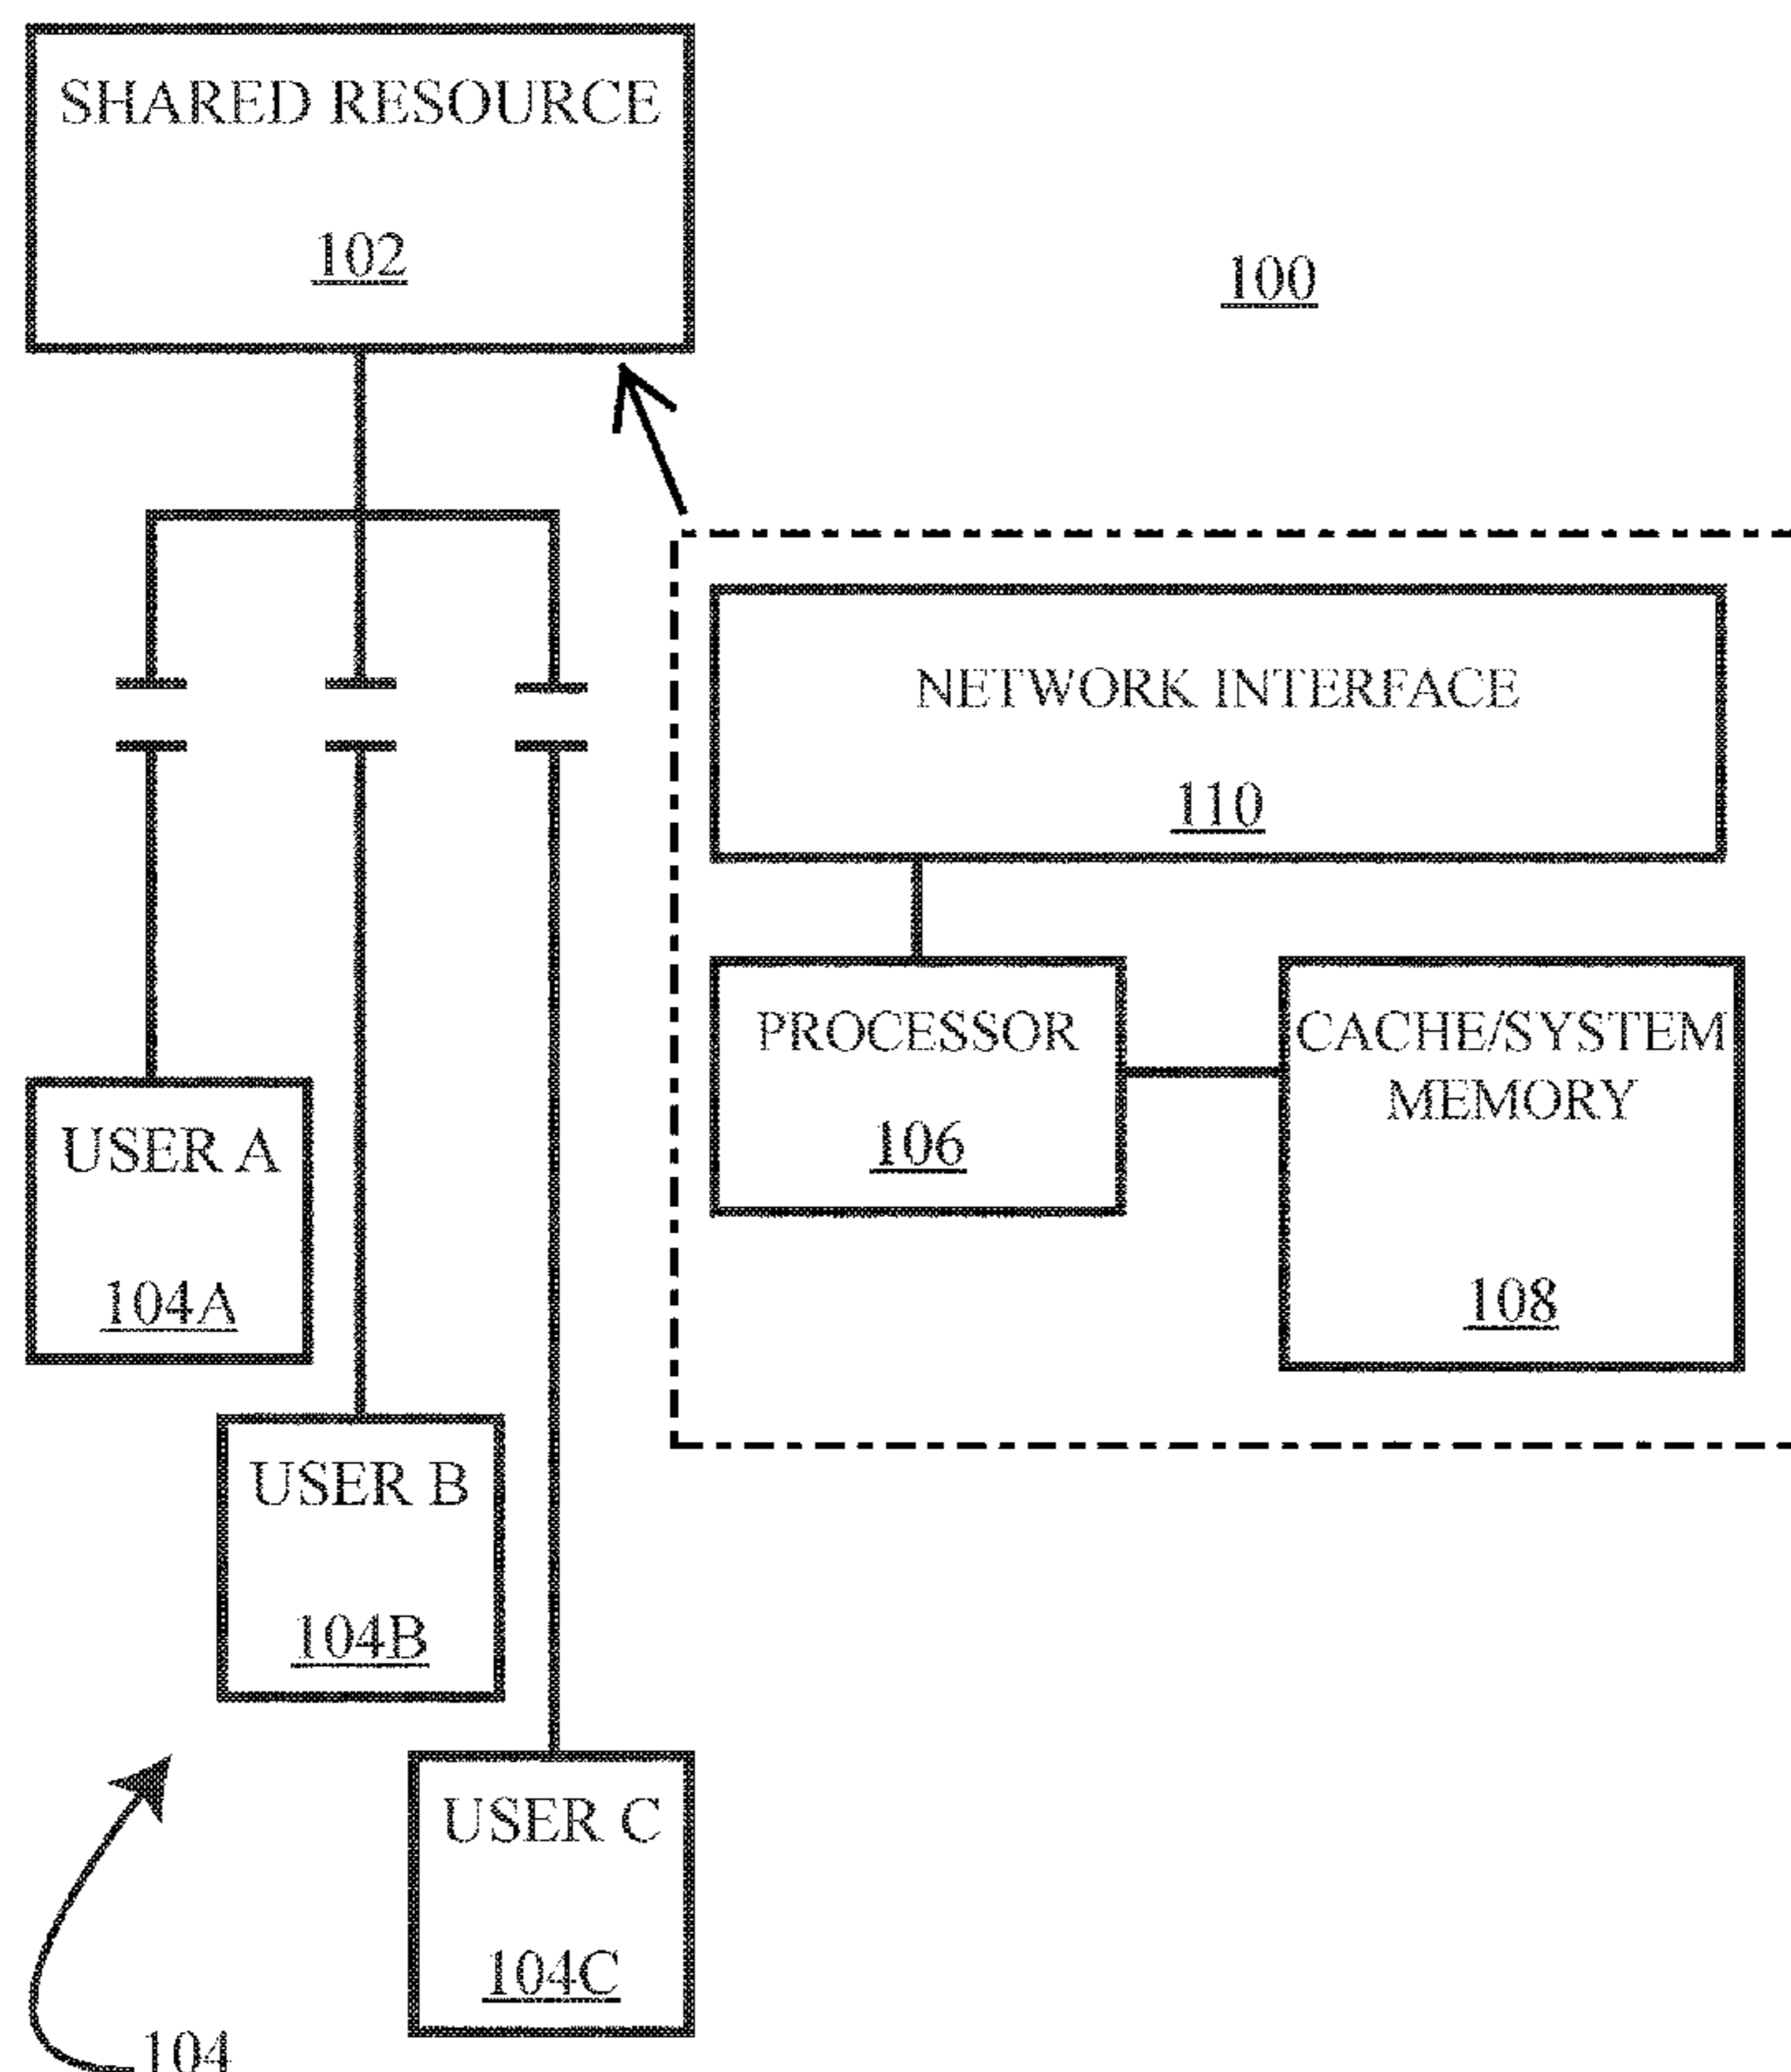 SHARED RESOURCE
102
100
NETWORK INTERFACE
110
PROCESSOR
106
CACHE/SYSTEM
MEMORY
108
USER A
104A
USER B
104B
USER C
104C
104